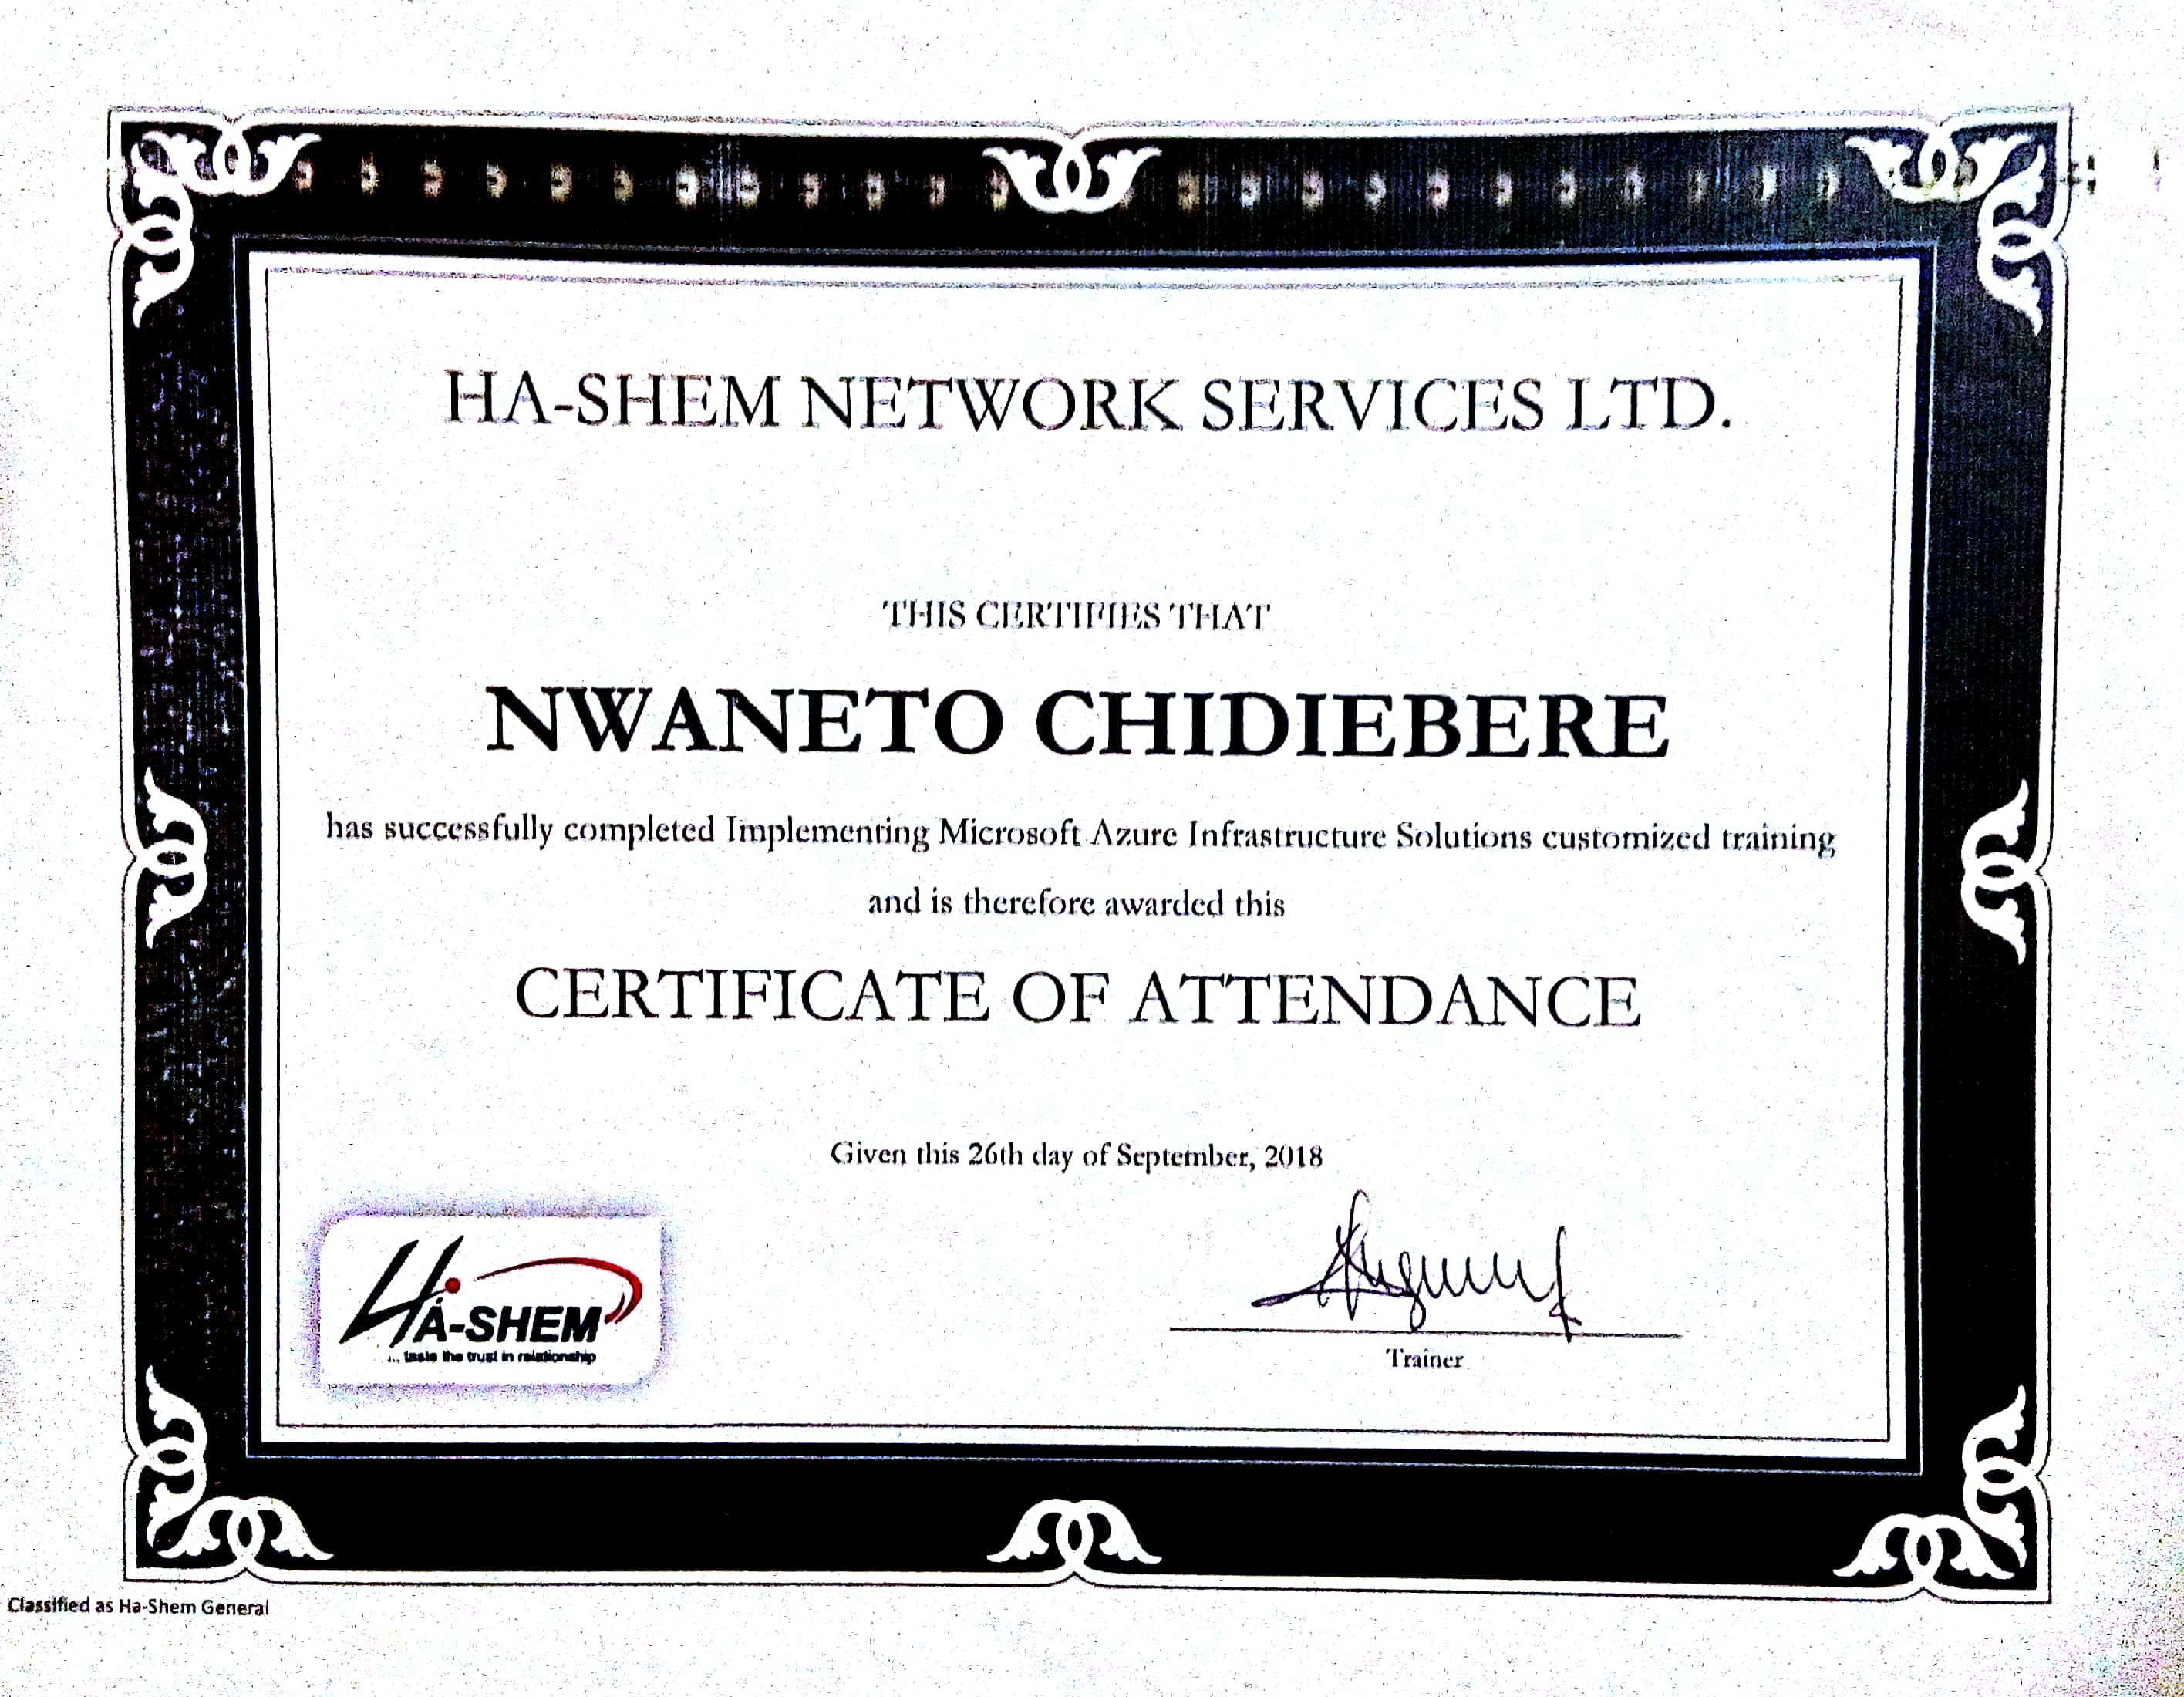 HA-SHEM NETWORK SERVICES LTD.
THIS CERTIFIES THAT
NWANETO CHIDIEBERE
has successfully completed Implementing Microsoft Azure Infrastructure Solutions customized training
and is therefore awarded this
CERTIFICATE OF ATTENDANCE
Given this 26th day of September, 2018
HA-SHEM
... taste the trust in relationship
Trainer
Classified as Ha-Shem General